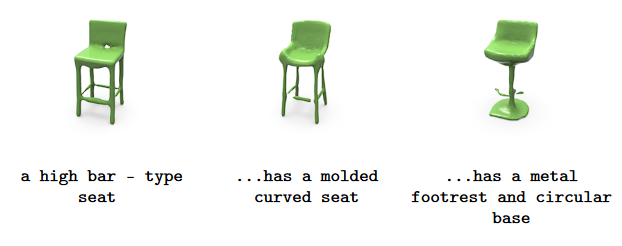 a high bar - type
seat
...has a molded
curved seat
...has a metal
footrest and circular
base